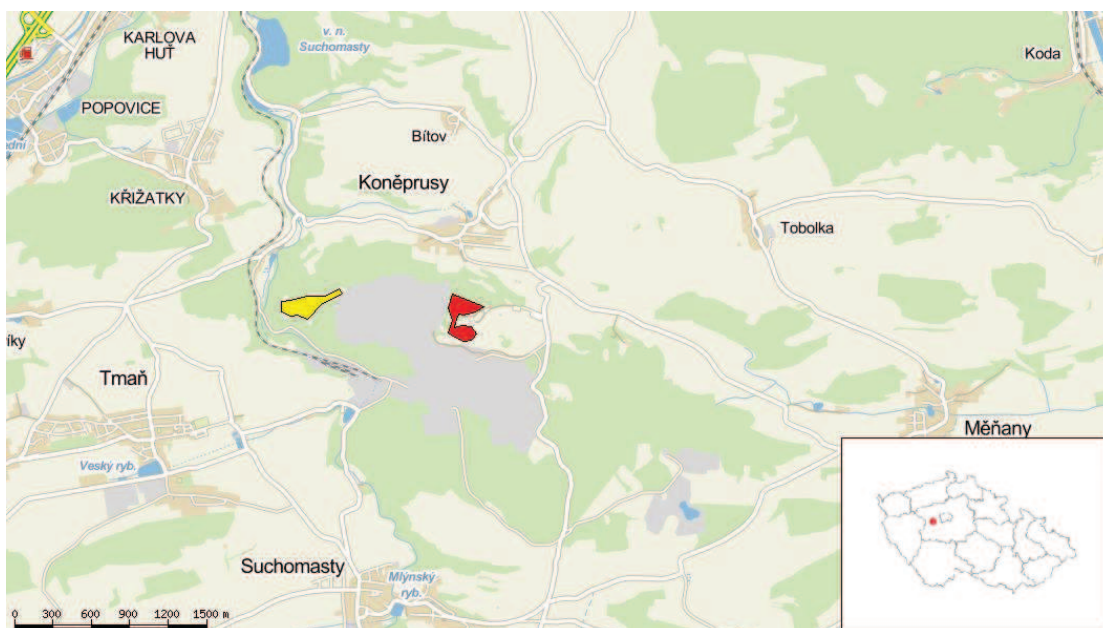 KARLOVA
HUŤ
v. n.
Suchomasty
Koda
POPOVICE
Bítov
ední
Koněprusy
KŘIŽATKY
Tobolka
íky
Tmaň
Měňany
Veský ryb.
Suchomasty
Mlýnský
ryb.
0 300 600 900 1200 1500 m